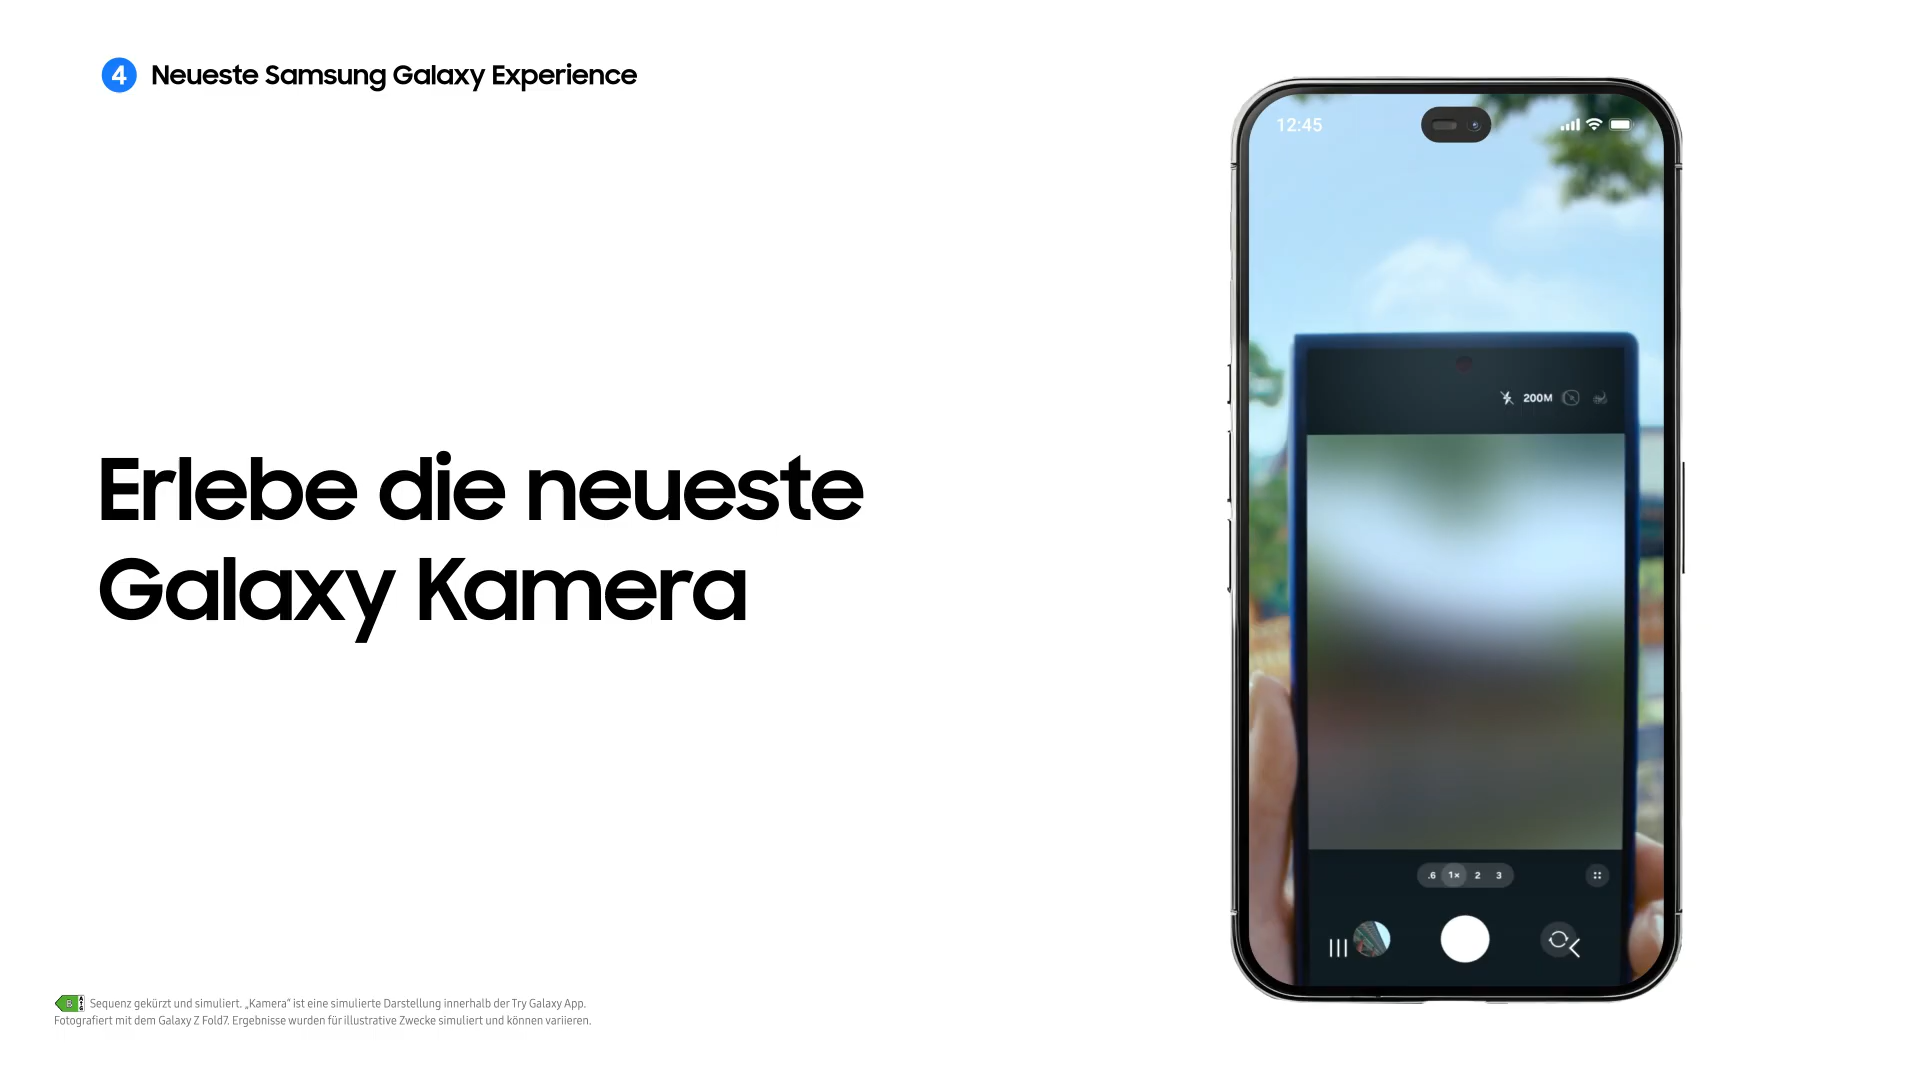 4 Neueste Samsung Galaxy Experience
12:45
200M
Erlebe die neueste
Galaxy Kamera
.6 1× 2 3
Sequenz gekürzt und simuliert. „Kamera“ ist eine simulierte Darstellung innerhalb der Try Galaxy App.
Fotografiert mit dem Galaxy Z Fold7. Ergebnisse wurden für illustrative Zwecke simuliert und können variieren.